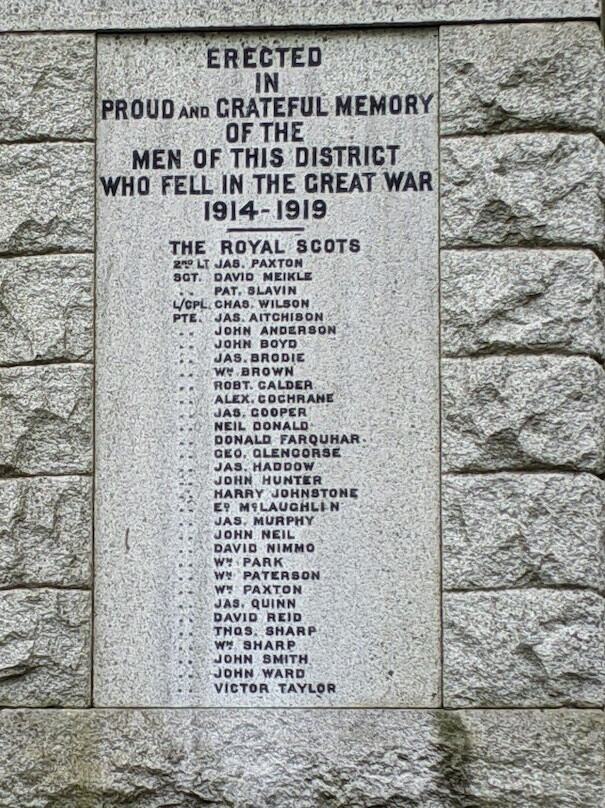 ERECTED
IN
PROUD AND GRATEFUL MEMORY
OF THE
MEN OF THIS DISTRICT
WHO FELL IN THE GREAT WAR
1914-1919
THE ROYAL SCOTS
2ND LT JAS. PAXTON
SGT. DAVID MEIKLE
.. PAT. SLAVIN
L/CPL. CHAS. WILSON
PTE. JAS. AITCHISON
.. JOHN ANDERSON
.. JOHN BOYD
.. JAS. BRODIE
.. WM BROWN
.. ROBT. CALDER
.. ALEX. COCHRANE
.. JAS. COOPER
.. NEIL DONALD
.. DONALD FARQUHAR.
.. GEO. GLENCORSE
.. JAS. HADDOW
.. JOHN HUNTER
.. HARRY JOHNSTONE
.. ED McLAUGHLIN
.. JAS. MURPHY
.. JOHN NEIL
.. DAVID NIMMO
.. WM PARK
.. WM PATERSON
.. WM PAXTON
.. JAS. QUINN
.. DAVID REID
.. THOS. SHARP
.. WM SHARP
.. JOHN SMITH
.. JOHN WARD
.. VICTOR TAYLOR